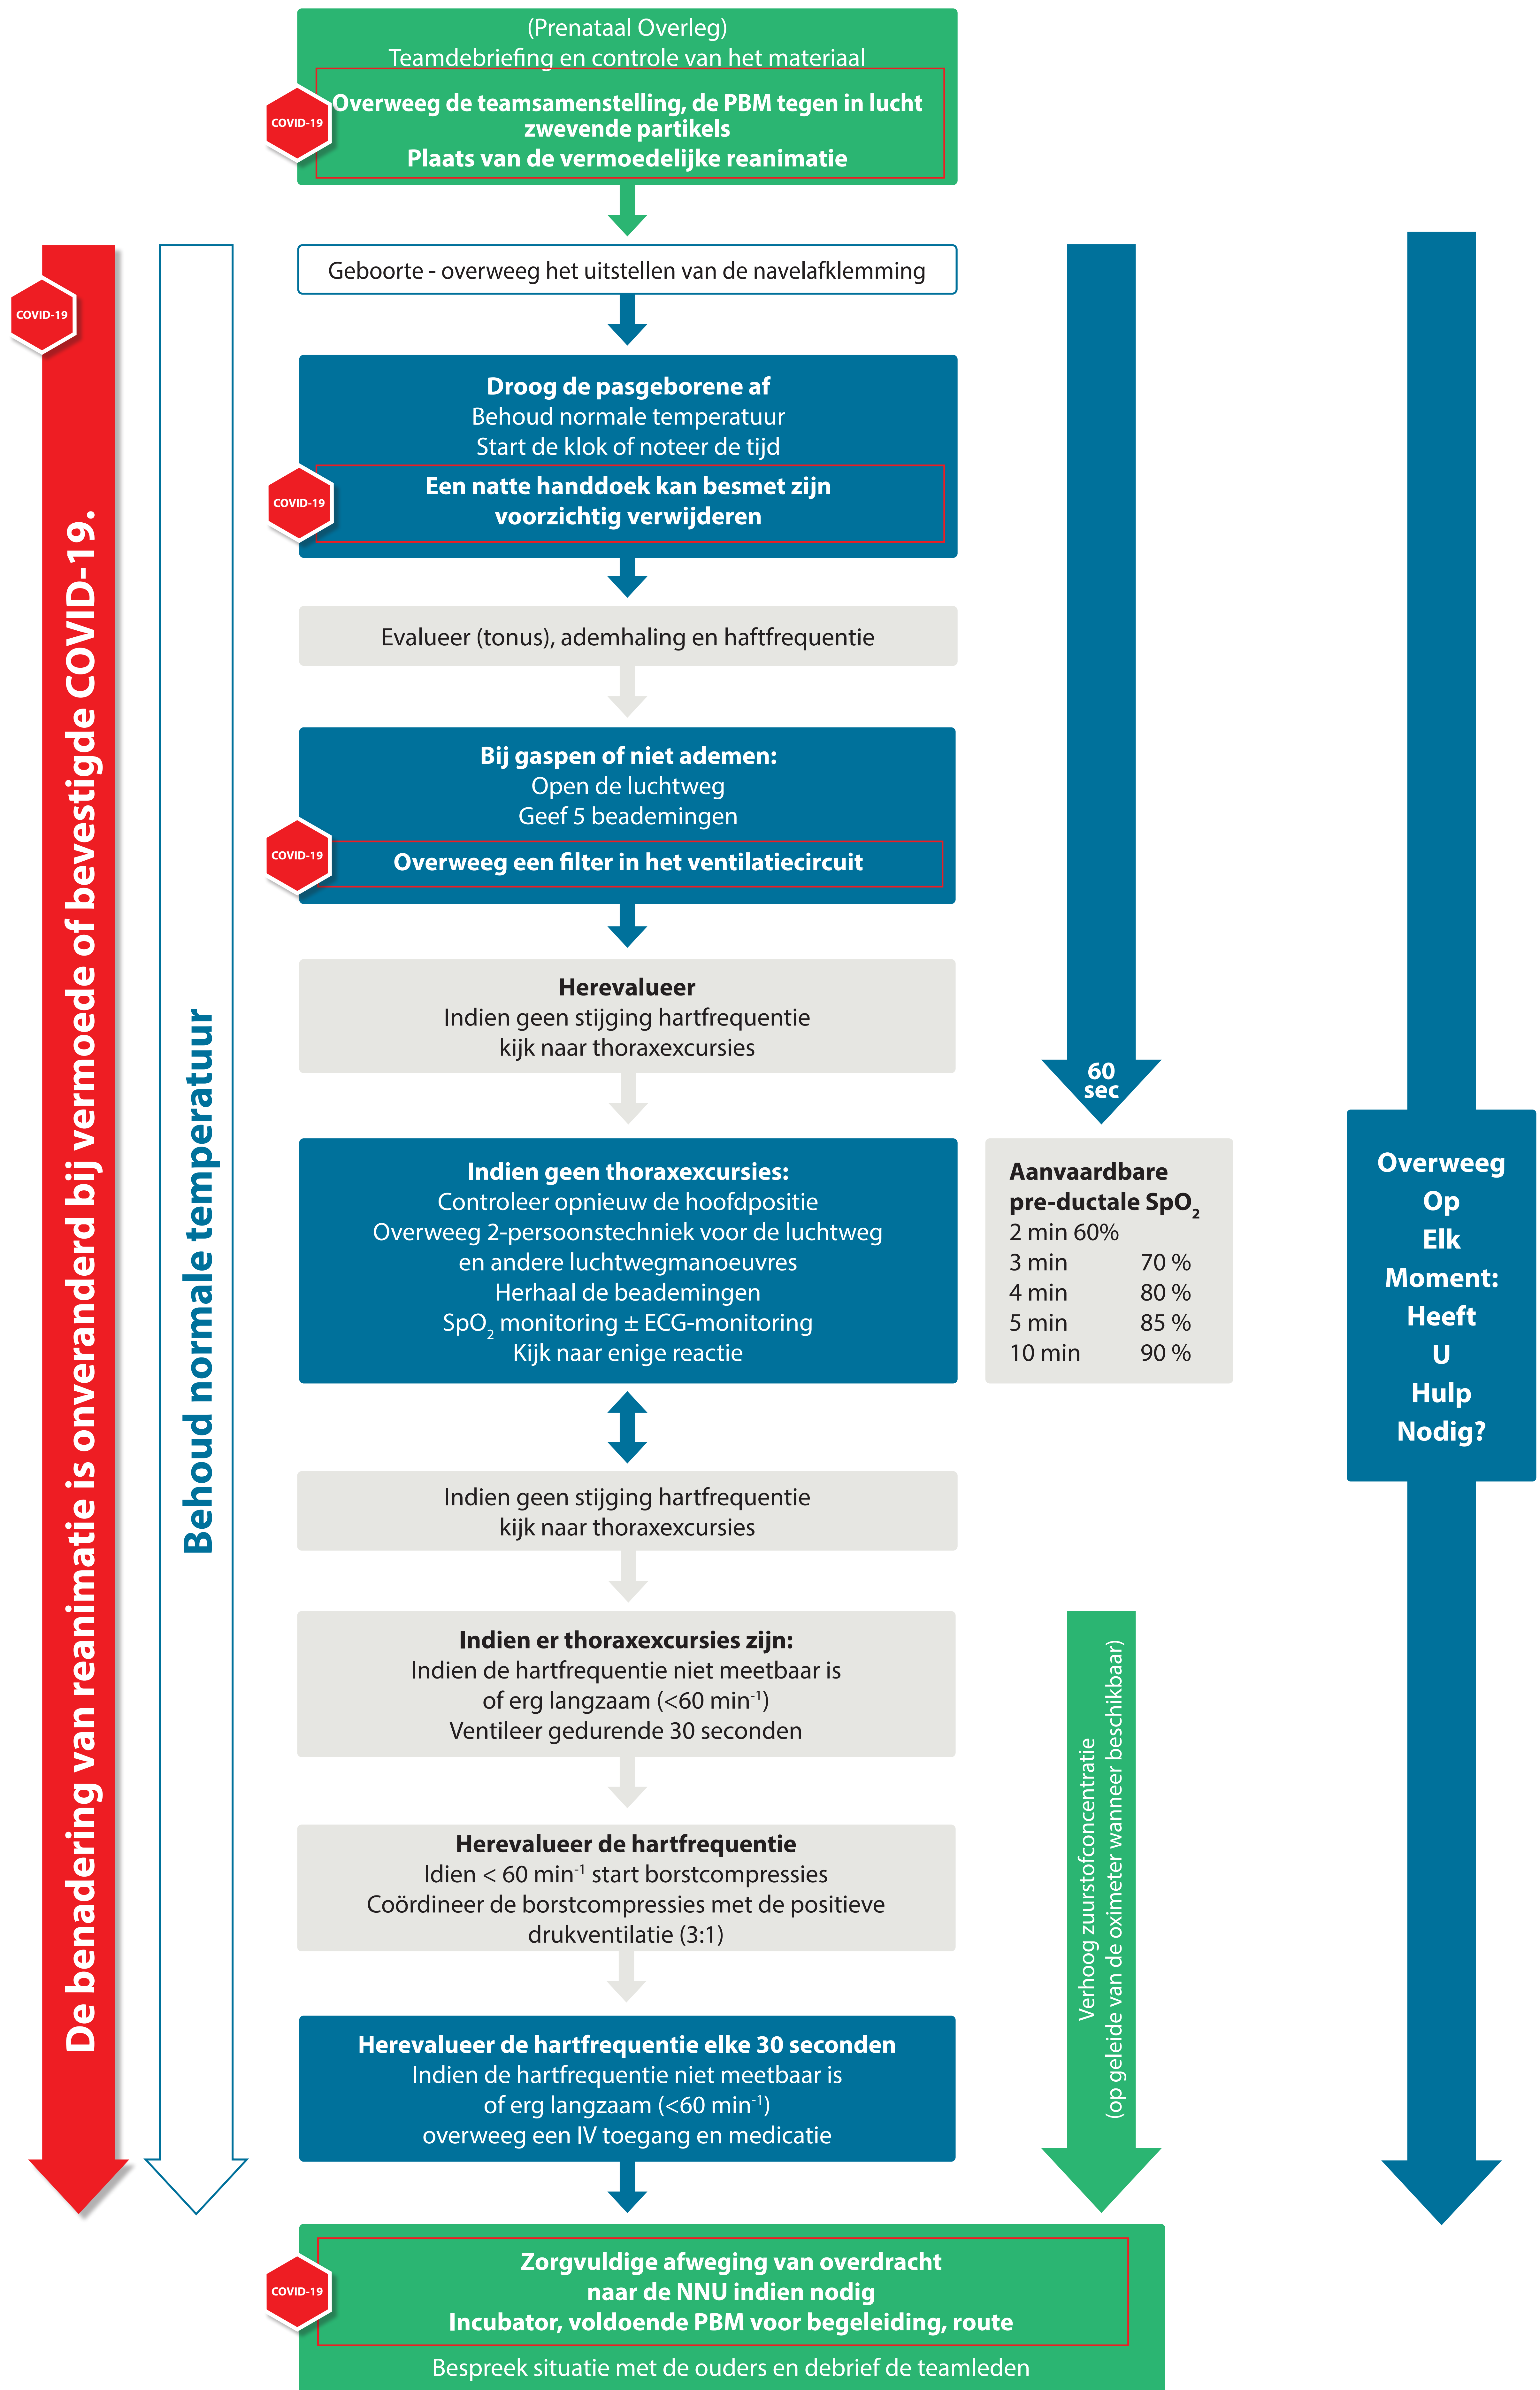 (Prenataal Overleg)
Teamdebriefing en controle van het materiaal
COVID-19
Overweeg de teamsamenstelling, de PBM tegen in lucht
zwevende partikels
Plaats van de vermoedelijke reanimatie
COVID-19
De benadering van reanimatie is onveranderd bij vermoede of bevestigde COVID-19.
Behoud normale temperatuur
Geboorte - overweeg het uitstellen van de navelafklemming
Droog de pasgeborene af
Behoud normale temperatuur
Start de klok of noteer de tijd
COVID-19
Een natte handdoek kan besmet zijn
voorzichtig verwijderen
Evalueer (tonus), ademhaling en haftfrequentie
Bij gaspen of niet ademen:
Open de luchtweg
Geef 5 beademingen
COVID-19
Overweeg een filter in het ventilatiecircuit
Herevalueer
Indien geen stijging hartfrequentie
kijk naar thoraxexcursies
60
sec
Indien geen thoraxexcursies:
Controleer opnieuw de hoofdpositie
Overweeg 2-persoonstechniek voor de luchtweg
en andere luchtwegmanoeuvres
Herhaal de beademingen
SpO₂ monitoring ± ECG-monitoring
Kijk naar enige reactie
Aanvaardbare
pre-ductale SpO₂
2 min 60%
3 min 70 %
4 min 80 %
5 min 85 %
10 min 90 %
Overweeg
Op
Elk
Moment:
Heeft
U
Hulp
Nodig?
Indien geen stijging hartfrequentie
kijk naar thoraxexcursies
Indien er thoraxexcursies zijn:
Indien de hartfrequentie niet meetbaar is
of erg langzaam (<60 min⁻¹)
Ventileer gedurende 30 seconden
Herevalueer de hartfrequentie
Idien < 60 min⁻¹ start borstcompressies
Coördineer de borstcompressies met de positieve
drukventilatie (3:1)
Verhoog zuurstofconcentratie
(op geleide van de oximeter wanneer beschikbaar)
Herevalueer de hartfrequentie elke 30 seconden
Indien de hartfrequentie niet meetbaar is
of erg langzaam (<60 min⁻¹)
overweeg een IV toegang en medicatie
COVID-19
Zorgvuldige afweging van overdracht
naar de NNU indien nodig
Incubator, voldoende PBM voor begeleiding, route
Bespreek situatie met de ouders en debrief de teamleden